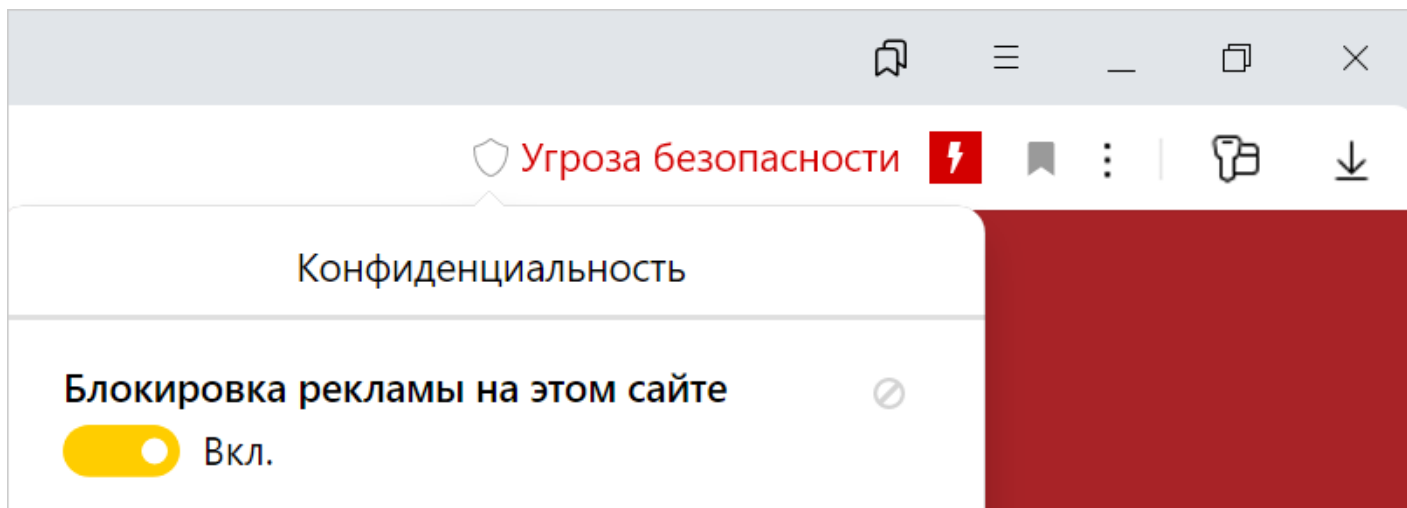 Угроза безопасности
Конфиденциальность
Блокировка рекламы на этом сайте
Вкл.